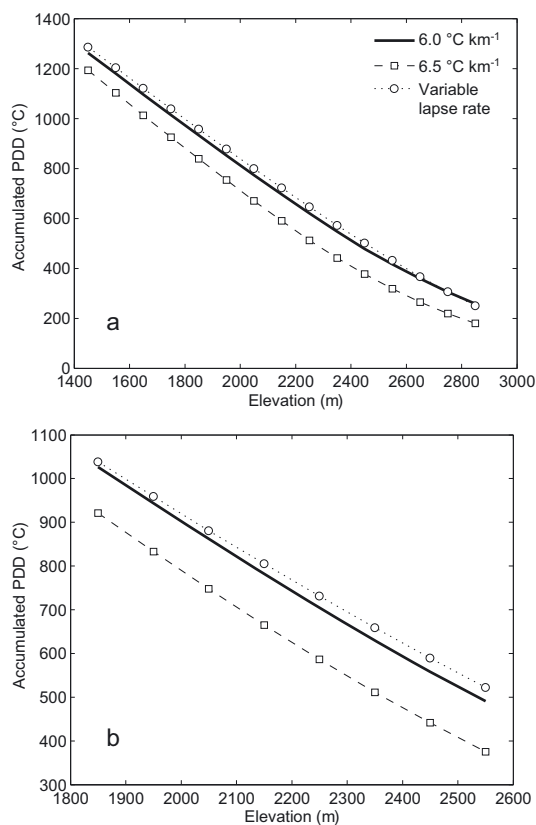 1400
1200
1000
800
600
400
200
0
Accumulated PDD (°C)
6.0 °C km-1
6.5 °C km-1
Variable
lapse rate
a
1400 1600 1800 2000 2200 2400 2600 2800 3000
Elevation (m)
1100
1000
900
800
700
600
500
400
300
Accumulated PDD (°C)
b
1800 1900 2000 2100 2200 2300 2400 2500 2600
Elevation (m)